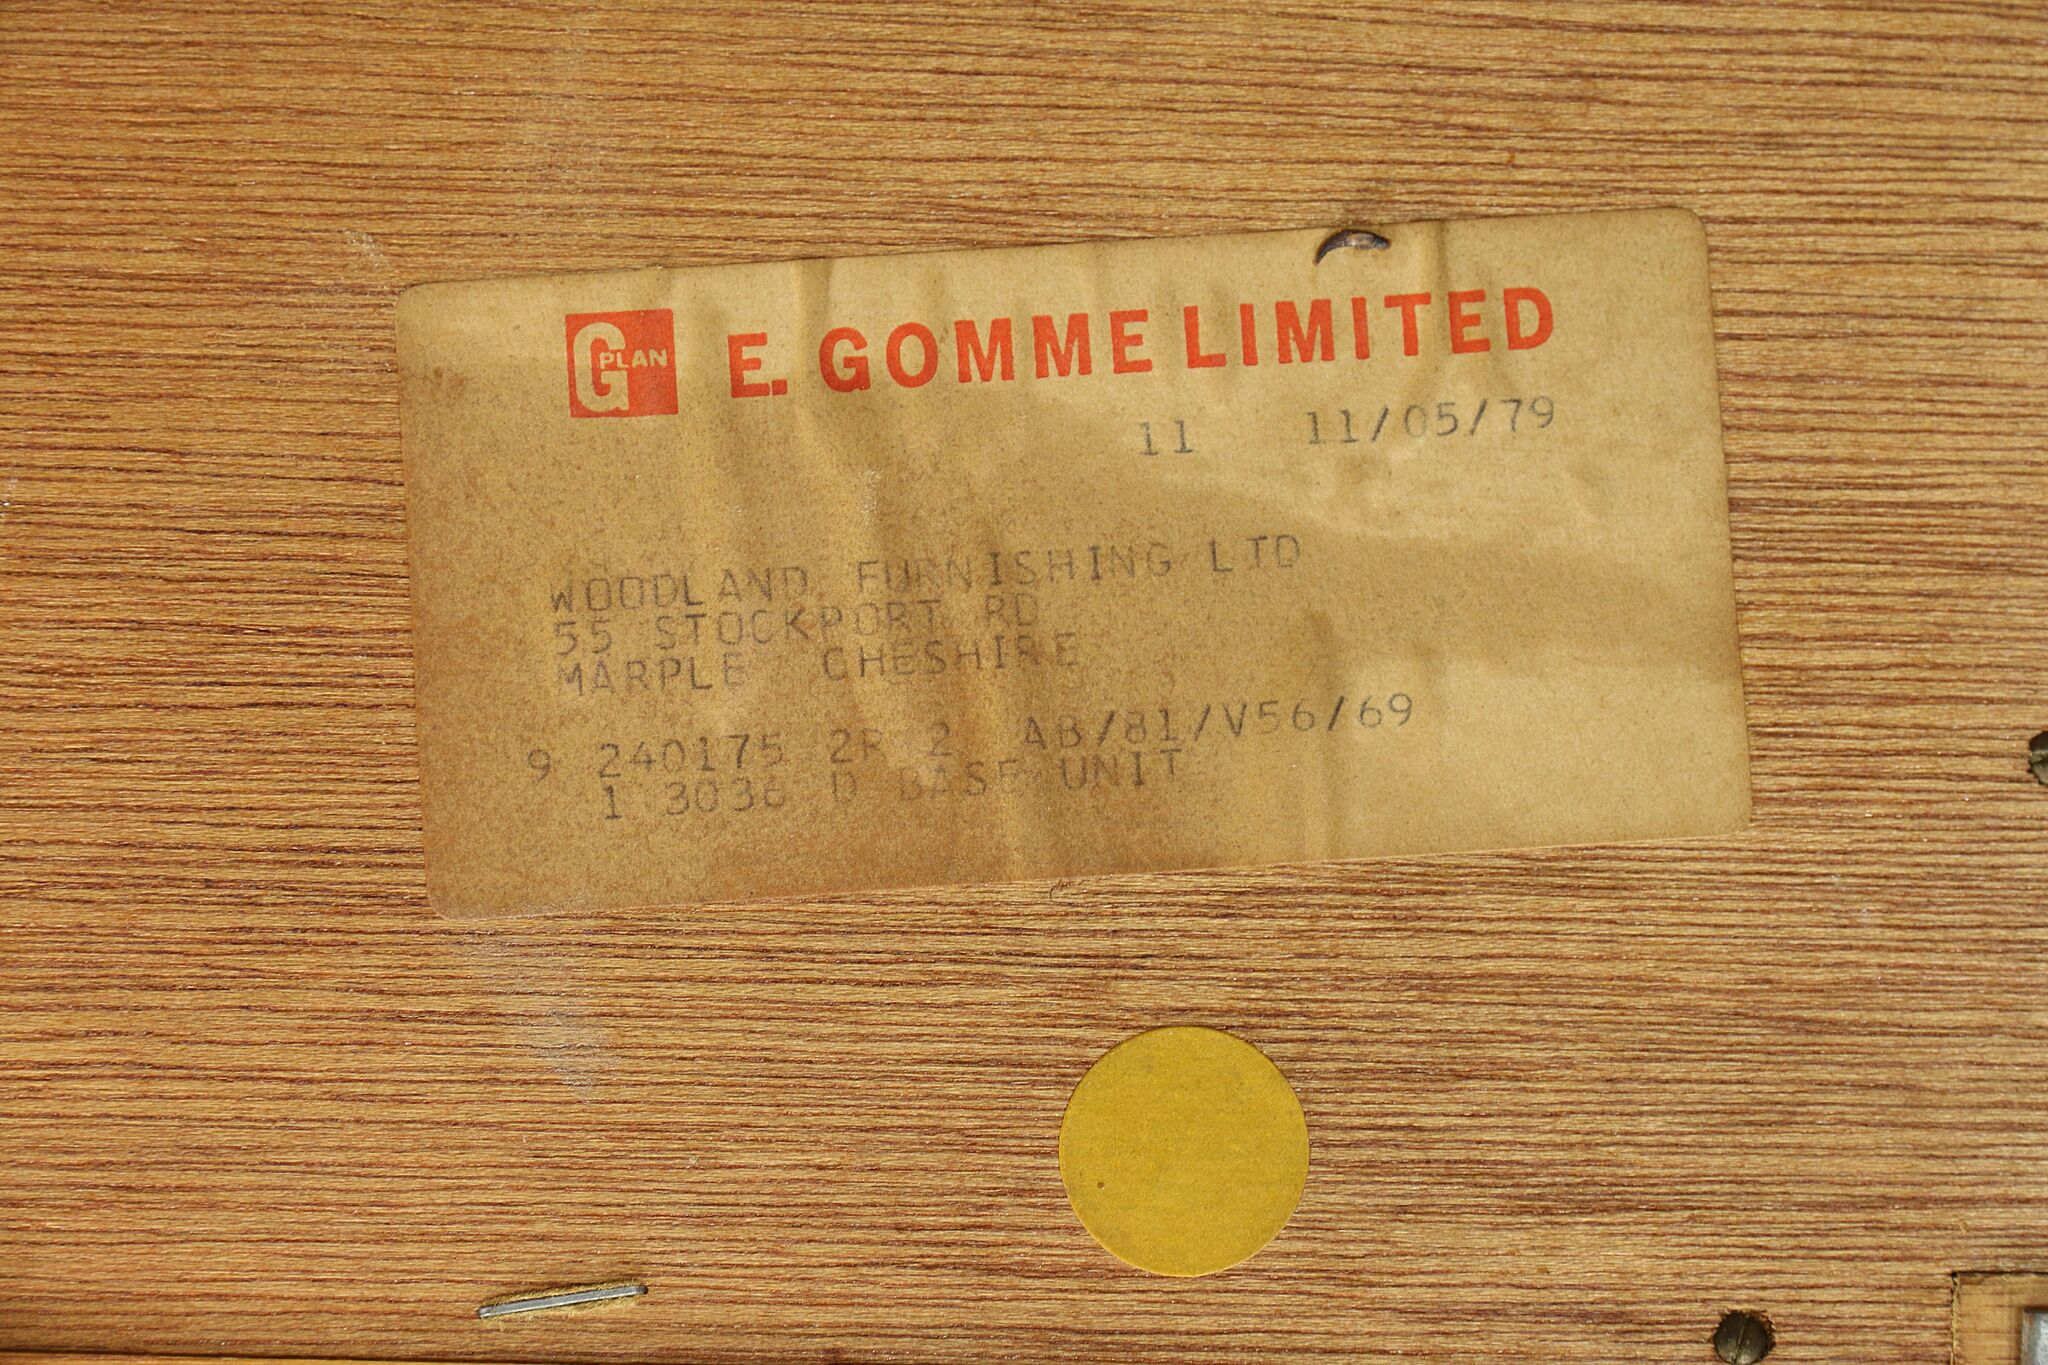 G PLAN E. GOMME LIMITED
11 11/05/79
WOODLAND FURNISHING LTD
55 STOCKPORT RD
MARPLE CHESHIRE
9 240175 2R 2 AB/81/V56/69
1 3036 D BASE UNIT